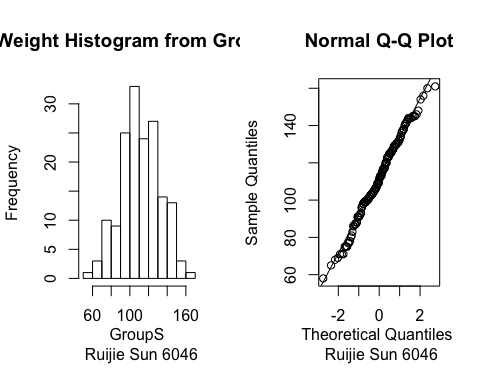 Weight Histogram from Gro
Frequency
0 5 10 20 30
60 100 160
GroupS
Ruijie Sun 6046
Normal Q-Q Plot
Sample Quantiles
60 80 100 140
-2 0 2
Theoretical Quantiles
Ruijie Sun 6046